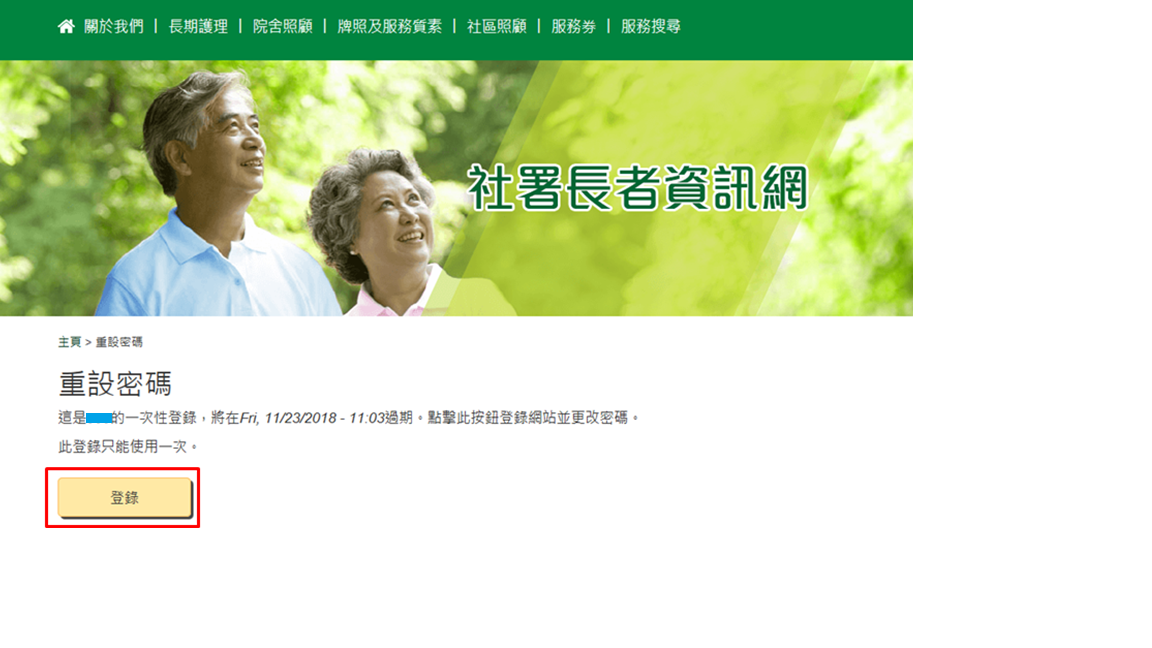 關於我們 | 長期護理 | 院舍照顧 | 牌照及服務質素 | 社區照顧 | 服務券 | 服務搜尋
社署長者資訊網
主頁 > 重設密碼
重設密碼
這是的一次性登錄，將在Fri, 11/23/2018 - 11:03過期。點擊此按鈕登錄網站並更改密碼。
此登錄只能使用一次。
登錄